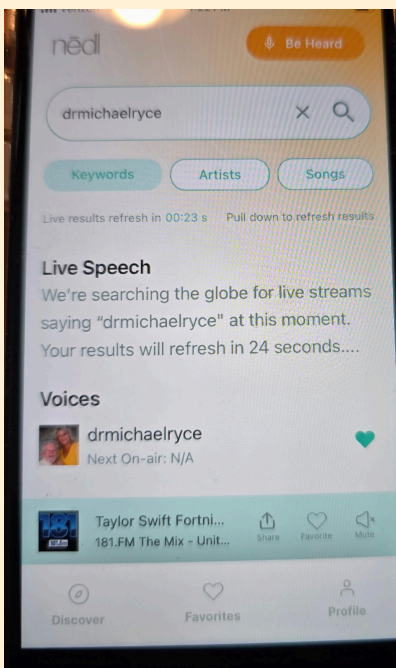 nēdl
Be Heard
drmichaelryce
Keywords Artists Songs
Live results refresh in 00:23 s Pull down to refresh results
Live Speech
We're searching the globe for live streams
saying "drmichaelryce" at this moment.
Your results will refresh in 24 seconds....
Voices
drmichaelryce
Next On-air: N/A
181
Taylor Swift Fortni...
181.FM The Mix - Unit...
Share Favorite Mute
Discover Favorites Profile